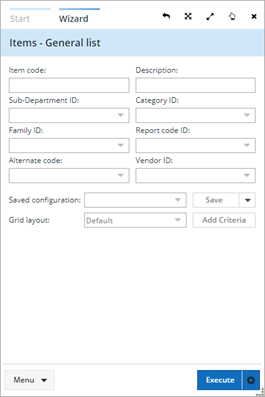 Start Wizard
Items - General list
Item code: Description:
Sub-Department ID: Category ID:
Family ID: Report code ID:
Alternate code: Vendor ID:
Saved configuration: Save
Grid layout: Default Add Criteria
Menu Execute